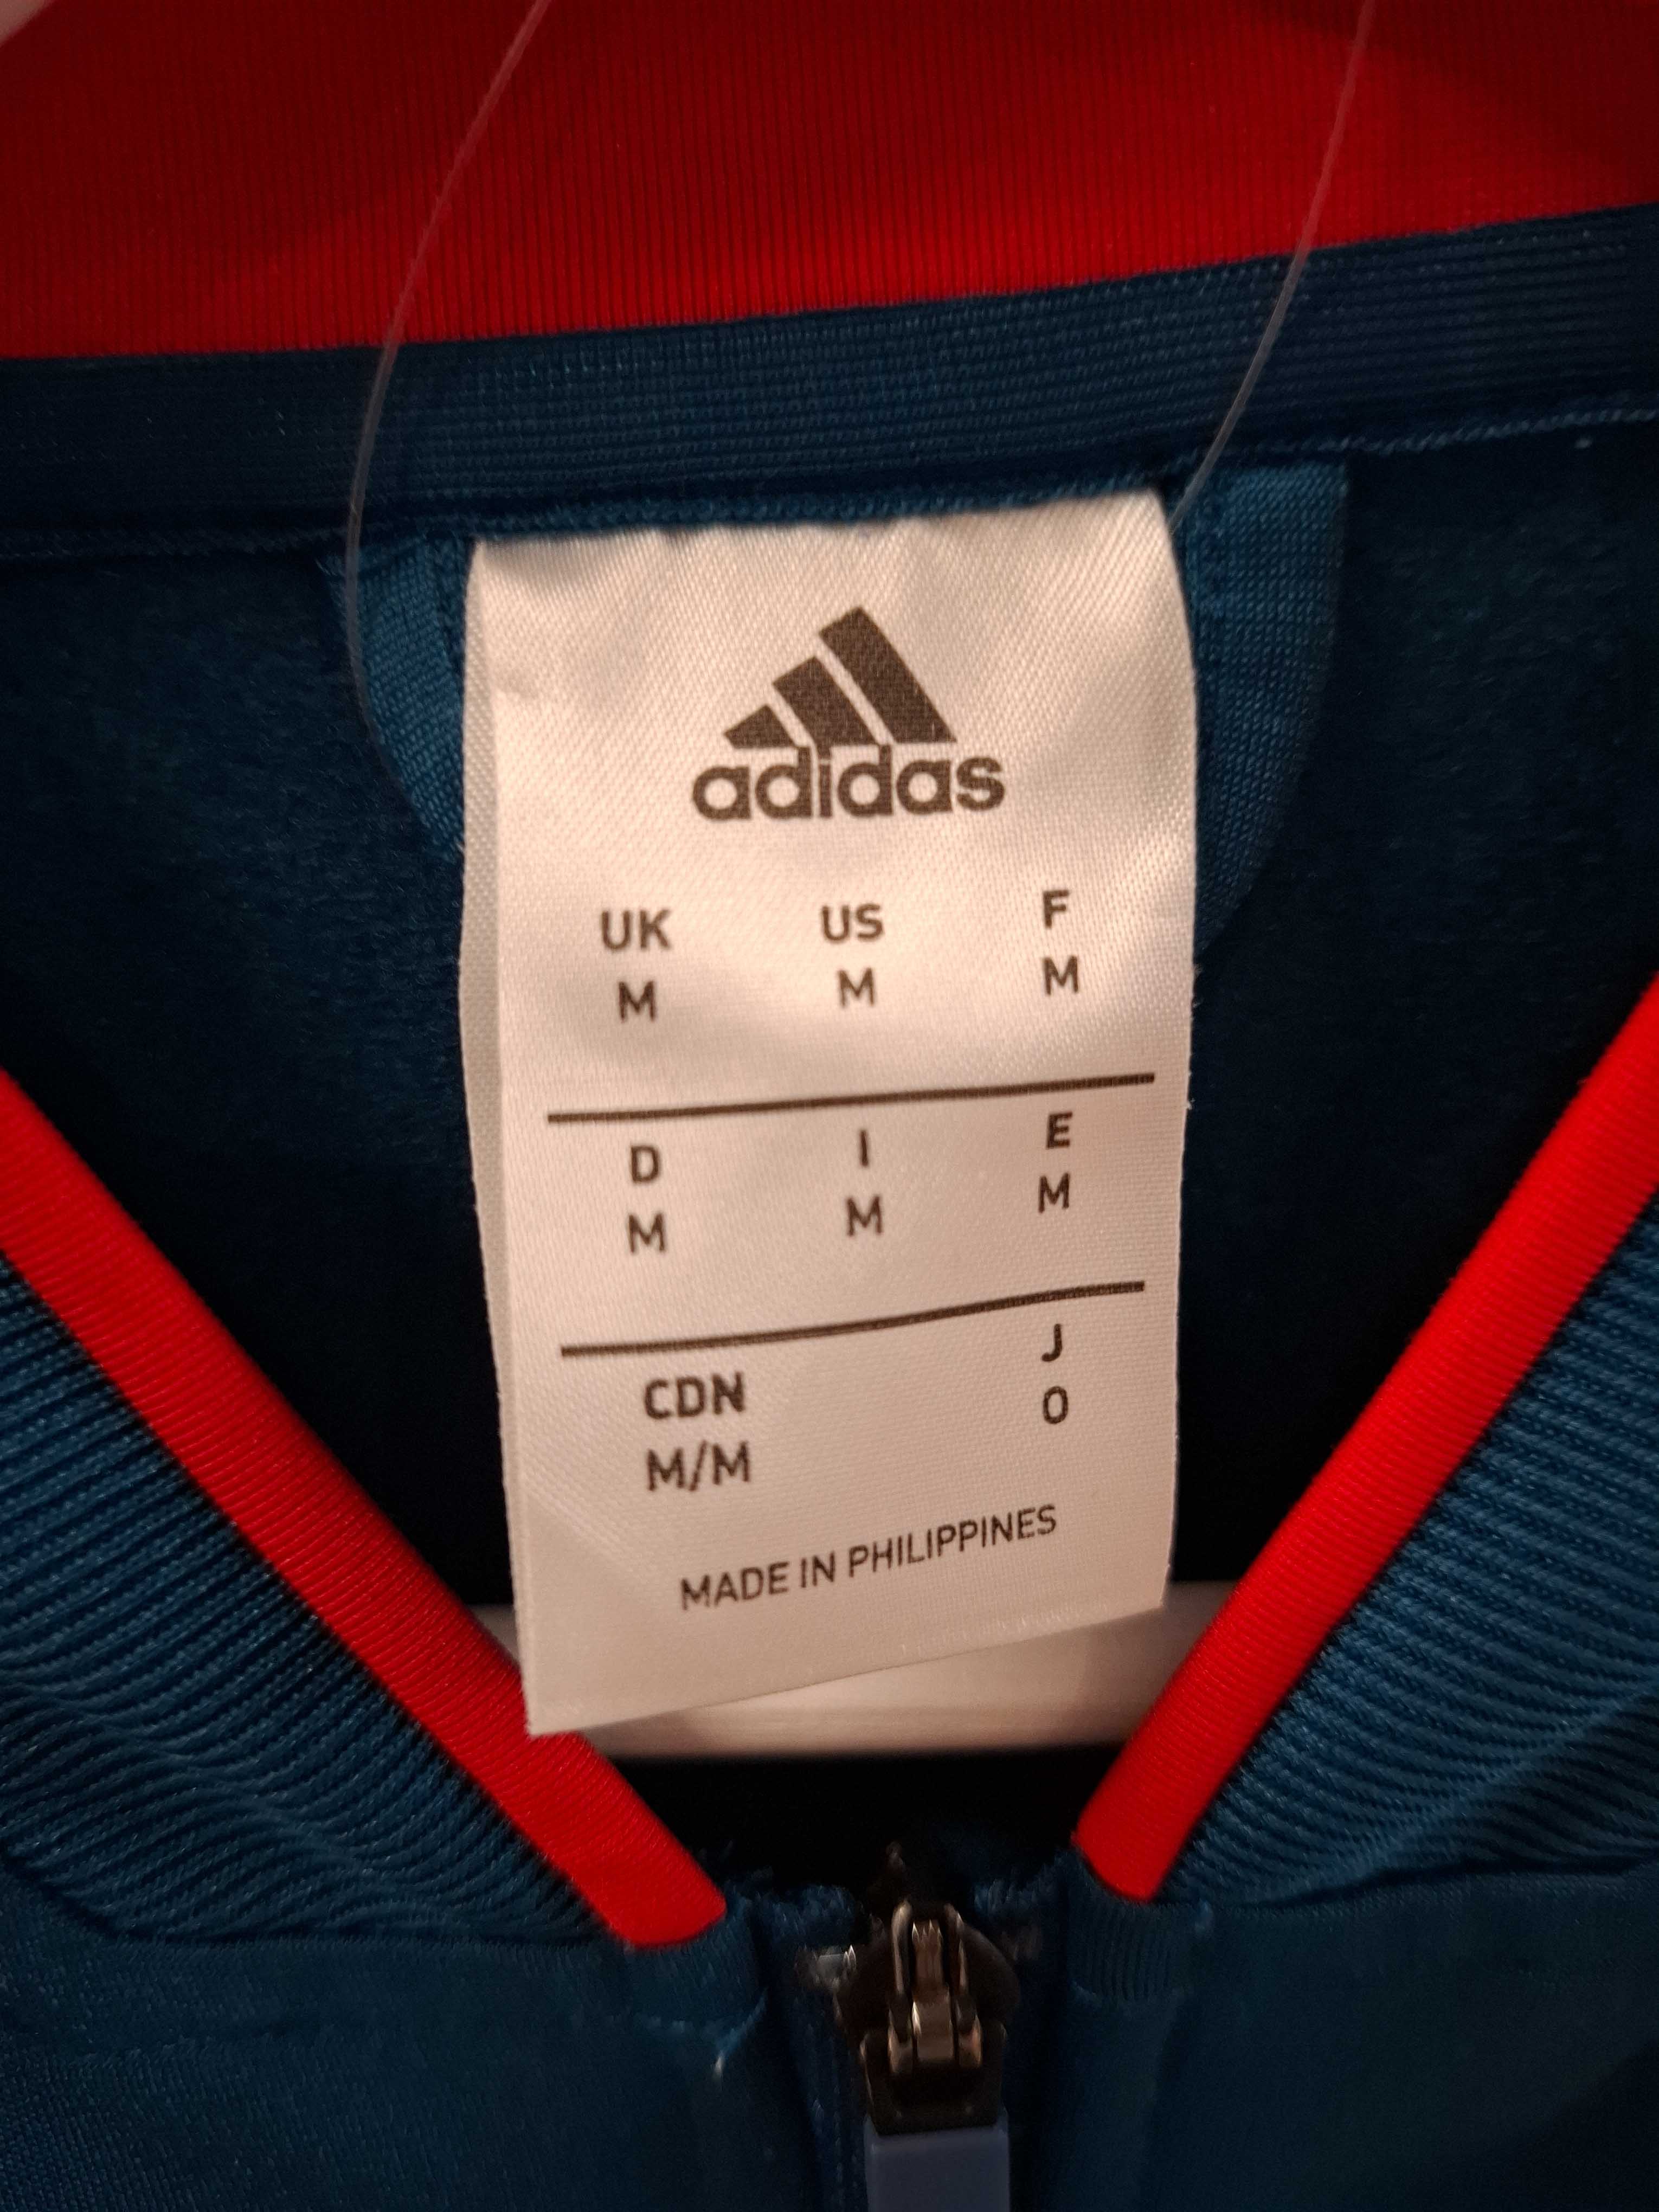 adidas
UK US F
M M M
D I E
M M M
CDN J
M/M O
MADE IN PHILIPPINES